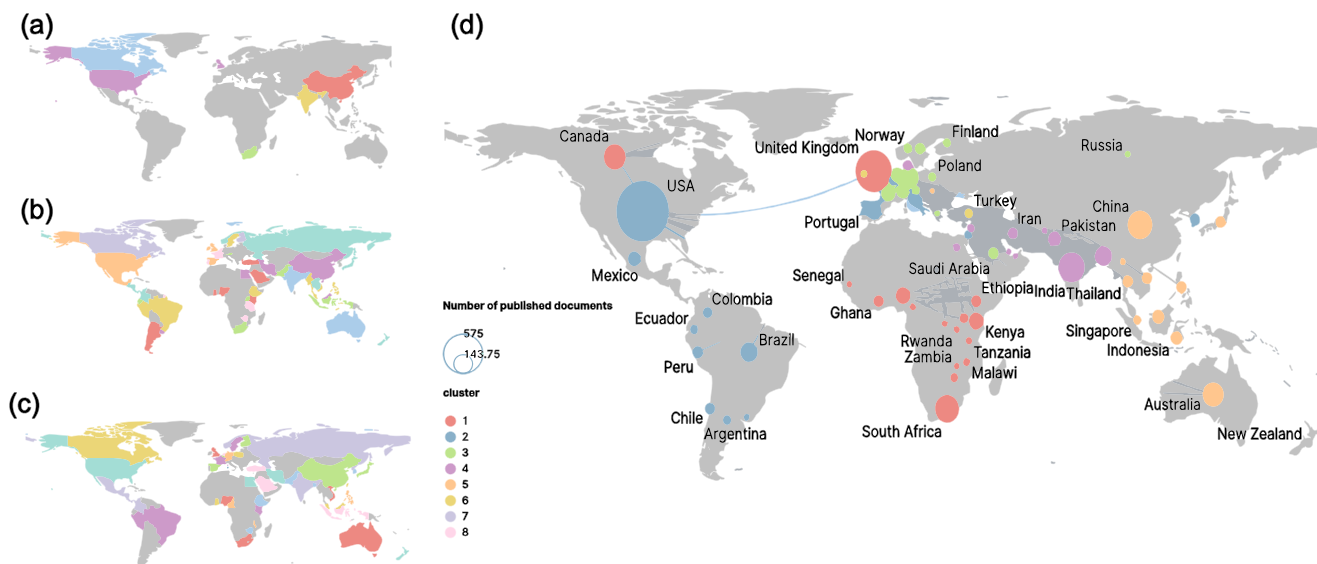 (a)
(b)
(c)
(d)
Canada
USA
Mexico
United Kingdom
Norway
Finland
Poland
Russia
Portugal
Turkey
Iran
Pakistan
China
Senegal
Saudi Arabia
Ghana
Ethiopia
India
Thailand
Kenya
Rwanda
Zambia
Tanzania
Malawi
Singapore
Indonesia
South Africa
Australia
New Zealand
Colombia
Ecuador
Brazil
Peru
Chile
Argentina
Number of published documents
575
143.75
cluster
1
2
3
4
5
6
7
8